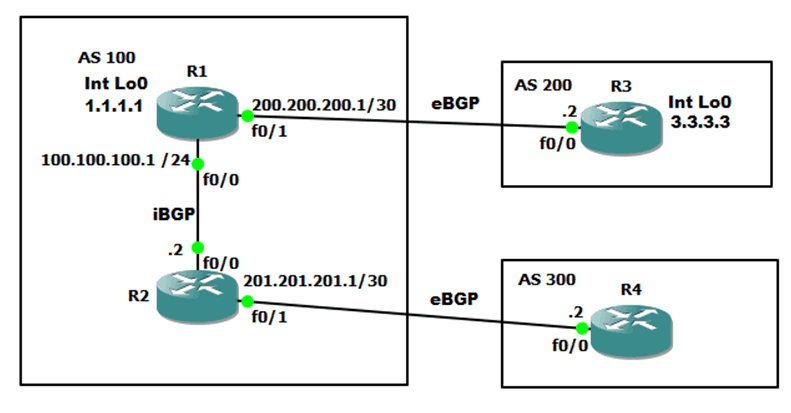 AS 100
Int Lo0
1.1.1.1
R1
200.200.200.1/30
f0/1
eBGP
AS 200
R3
.2
f0/0
Int Lo0
3.3.3.3
100.100.100.1 /24
f0/0
iBGP
.2
f0/0
R2
201.201.201.1/30
f0/1
eBGP
AS 300
R4
.2
f0/0